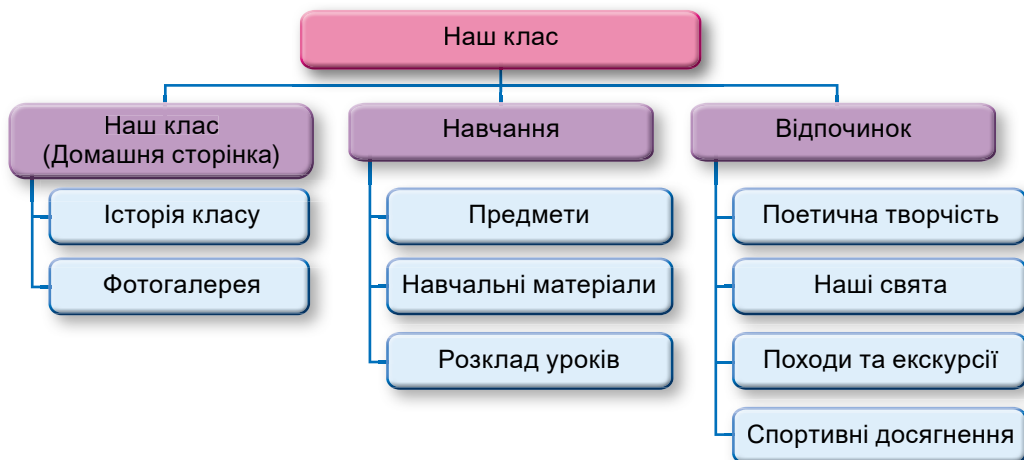 Наш клас
Наш клас
(Домашня сторінка)
Історія класу
Фотогалерея
Навчання
Предмети
Навчальні матеріали
Розклад уроків
Відпочинок
Поетична творчість
Наші свята
Походи та екскурсії
Спортивні досягнення